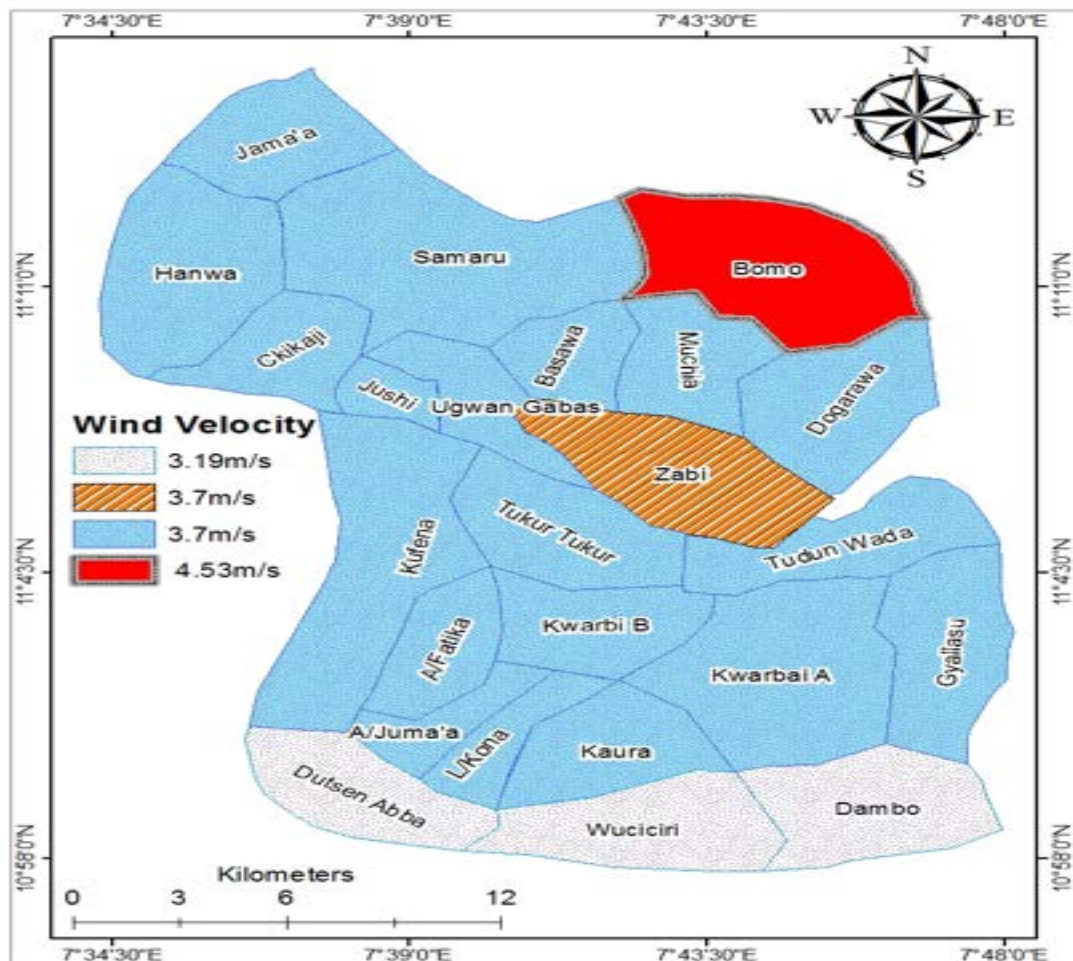 7°34'30"E 7°39'0"E 7°43'30"E 7°48'0"E
N
W E
S
Jama'a
Samaru
Hanwa
Bomo
11°11'0"N 11°11'0"N
Ckikaji
Basawa
Muchia
Jushi
Ugwan Gabas
Dogarawa
Zabi
Wind Velocity
3.19m/s
3.7m/s
3.7m/s
4.53m/s
Tukur Tukur
Kufena
Tudun Wada
11°4'30"N 11°4'30"N
Kwarbi B
A/Fatika
Gyallasu
Kwarbai A
A/Juma'a
L/Kona
Kaura
Dutsen Abba
Wuciciri
Dambo
10°58'0"N 10°58'0"N
Kilometers
0 3 6 12
7°34'30"E 7°39'0"E 7°43'30"E 7°48'0"E